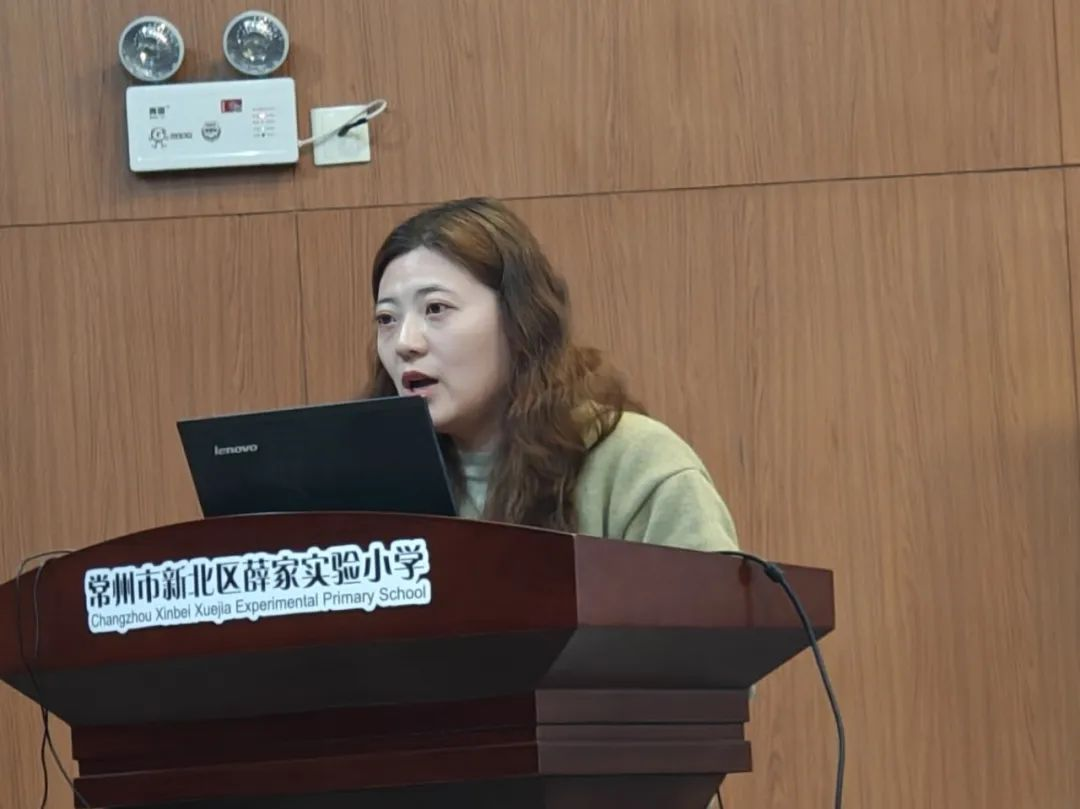 lenovo
常州市新北区薛家实验小学
Changzhou Xinbei Xuejia Experimental Primary School